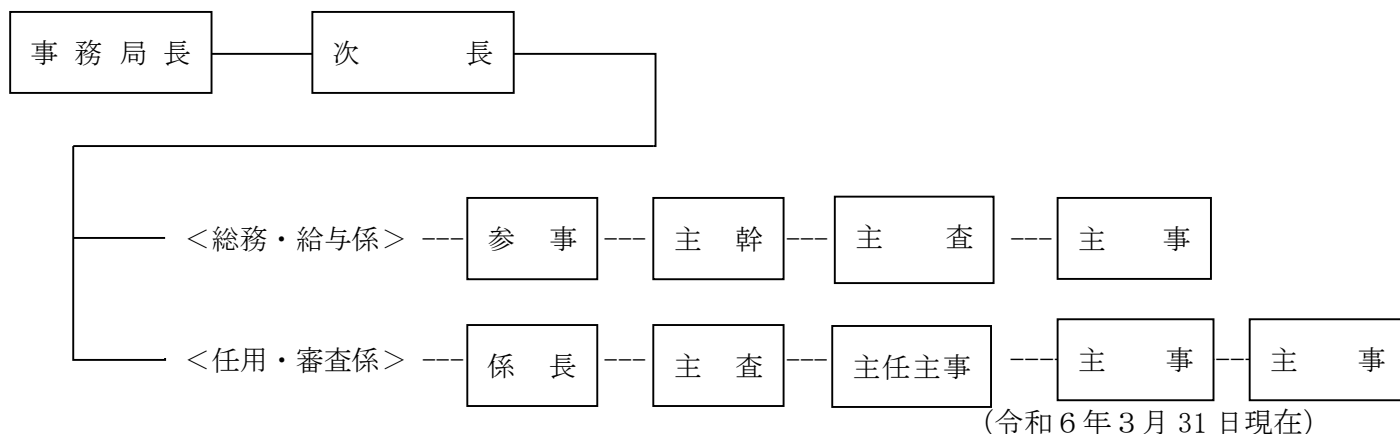 事務局長 次長
<総務・給与係> 参事 主幹 主査 主事
<任用・審査係> 係長 主査 主任主事 主事 主事
(令和6年3月31日現在)